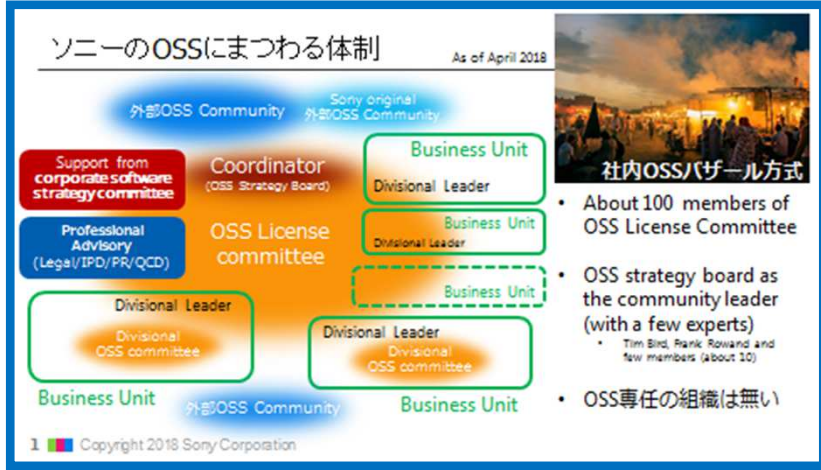 ソニーのOSSにまつわる体制
As of April 2018
外部OSS Community
Sony original
外部OSS Community
Support from
corporate software
strategy committee
Coordinator
(OSS Strategy Board)
Business Unit
Divisional Leader
Professional
Advisory
(Legal/IPD/PR/QCD)
OSS License
committee
Business Unit
Divisional Leader
Business Unit
Divisional Leader
Divisional
OSS committee
Business Unit
Divisional Leader
Divisional
OSS committee
Business Unit
外部OSS Community
社内OSSバザール方式
• About 100 members of
OSS License Committee
• OSS strategy board as
the community leader
(with a few experts)
• Tim Bird, Frank Rowand and
few members (about 10)
• OSS専任の組織は無い
1 Copyright 2018 Sony Corporation